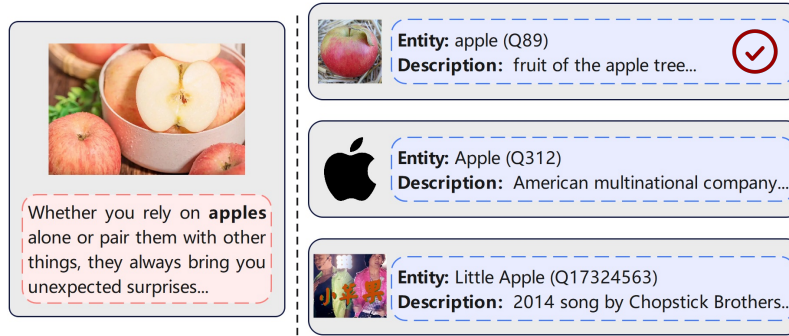 Whether you rely on apples
alone or pair them with other
things, they always bring you
unexpected surprises...
Entity: apple (Q89)
Description: fruit of the apple tree...
Entity: Apple (Q312)
Description: American multinational company...
小苹果
Entity: Little Apple (Q17324563)
Description: 2014 song by Chopstick Brothers...